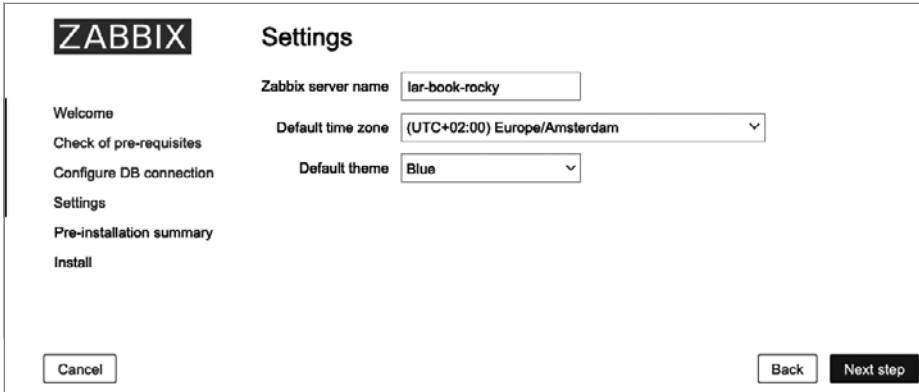 ZABBIX
Settings
Zabbix server name lar-book-rocky
Default time zone (UTC+02:00) Europe/Amsterdam
Default theme Blue
Welcome
Check of pre-requisites
Configure DB connection
Settings
Pre-installation summary
Install
Cancel
Back
Next step